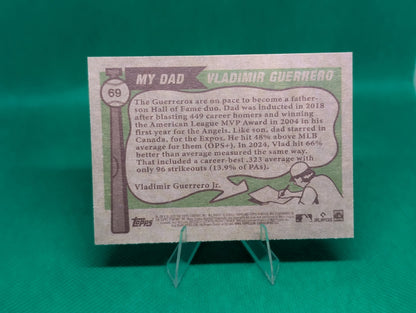 69
MY DAD
VLADIMIR GUERRERO
The Guerreros are on pace to become a father-
son Hall of Fame duo. Dad was inducted in 2018
after blasting 449 career homers and winning
the American League MVP Award in 2004 in his
first year for the Angels. Like son, dad starred in
Canada, for the Expos. He hit 48% above MLB
average for them (OPS+). In 2024, Vlad hit 66%
better than average measured the same way.
That included a career-best .323 average with
only 96 strikeouts (13.9% of PAs).
Vladimir Guerrero Jr.
TOPPS